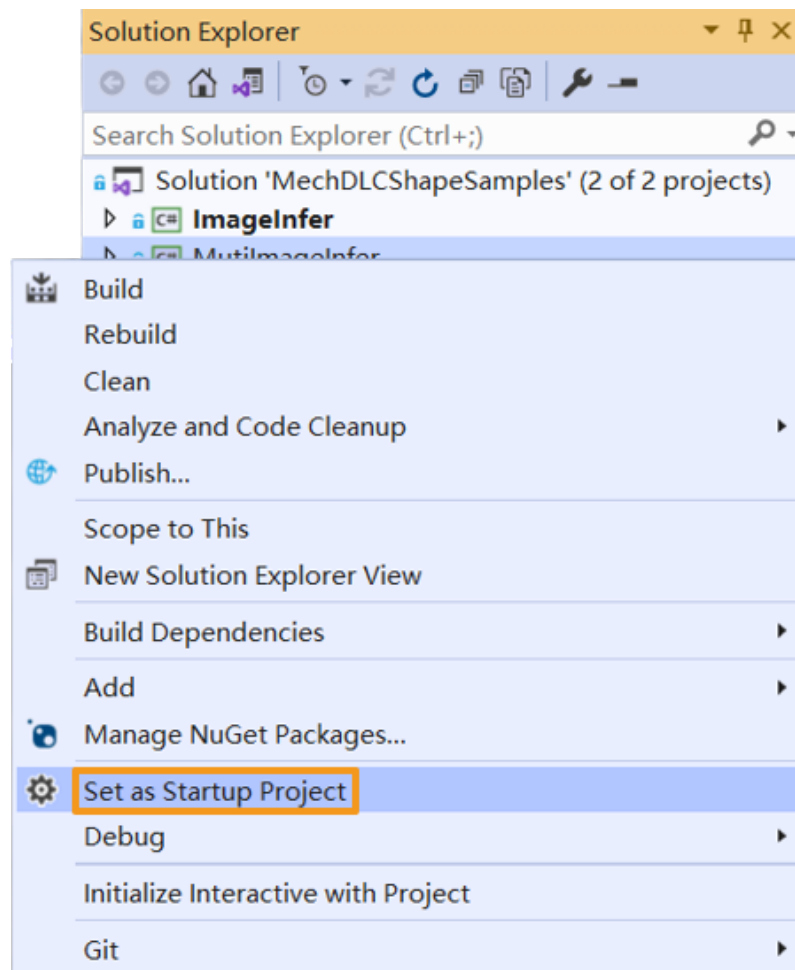 Solution Explorer
Search Solution Explorer (Ctrl+;)
Solution 'MechDLCShapeSamples' (2 of 2 projects)
C# ImageInfer
C# MutiImageInfer
Build
Rebuild
Clean
Analyze and Code Cleanup
Publish...
Scope to This
New Solution Explorer View
Build Dependencies
Add
Manage NuGet Packages...
Set as Startup Project
Debug
Initialize Interactive with Project
Git